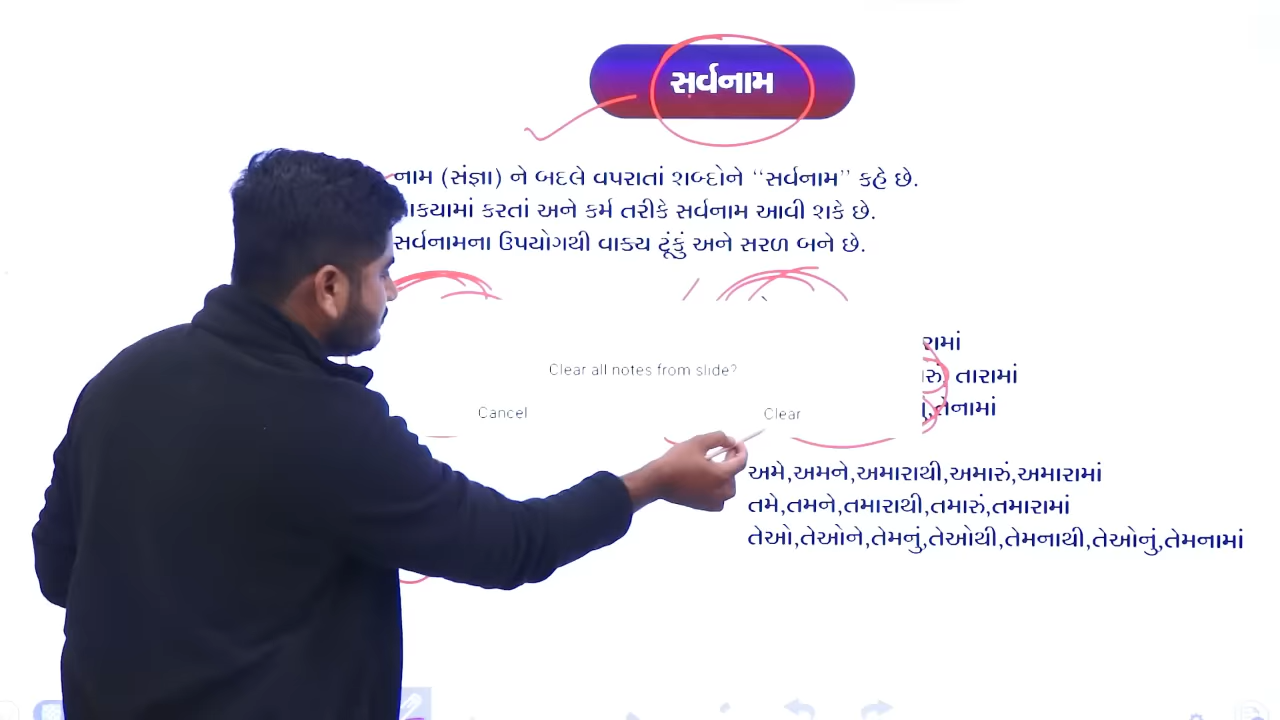 સર્વનામ
નામ (સંજ્ઞા) ને બદલે વપરાતાં શબ્દોને “સર્વનામ” કહે છે.
કરતાં અને કર્મ તરીકે સર્વનામ આવી શકે છે.
સર્વનામના ઉપયોગથી વાક્ય ટૂંકું અને સરળ બને છે.
તારામાં
તેનામાં
Clear all notes from slide?
Cancel Clear
અમે,અમને,અમારાથી,અમારું,અમારામાં
તમે,તમને,તમારાથી,તમારું,તમારામાં
તેઓ,તેઓને,તેમનું,તેઓથી,તેમનાથી,તેઓનું,તેમનામાં